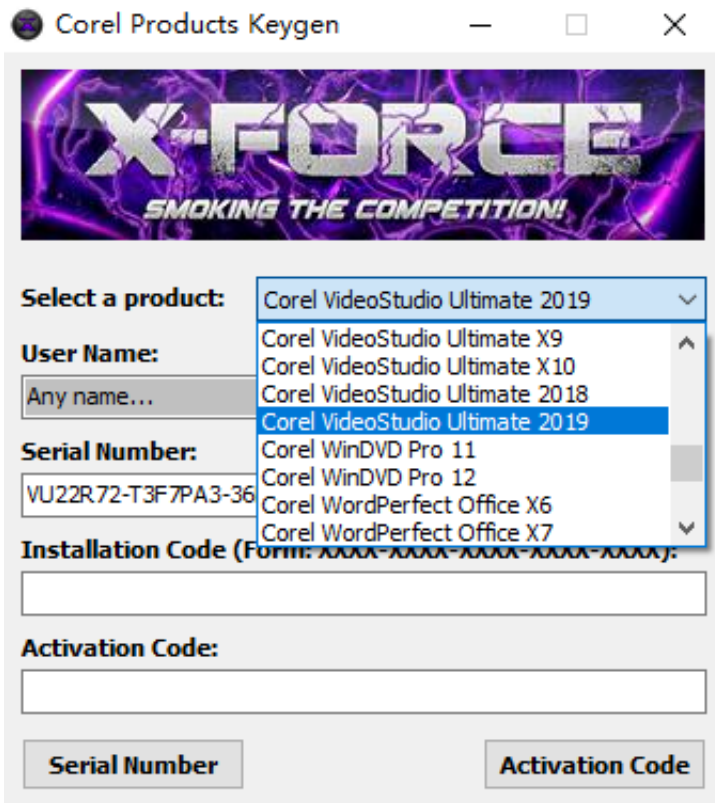 Corel Products Keygen
X-FORCE
SMOKING THE COMPETITION!
Select a product:
Corel VideoStudio Ultimate 2019
Corel VideoStudio Ultimate X9
Corel VideoStudio Ultimate X10
Corel VideoStudio Ultimate 2018
Corel VideoStudio Ultimate 2019
Corel WinDVD Pro 11
Corel WinDVD Pro 12
Corel WordPerfect Office X6
Corel WordPerfect Office X7
User Name:
Any name...
Serial Number:
VU22R72-T3F7PA3-36
Installation Code (Form: XXXX-XXXX-XXXX-XXXX-XXXX):
Activation Code:
Serial Number
Activation Code